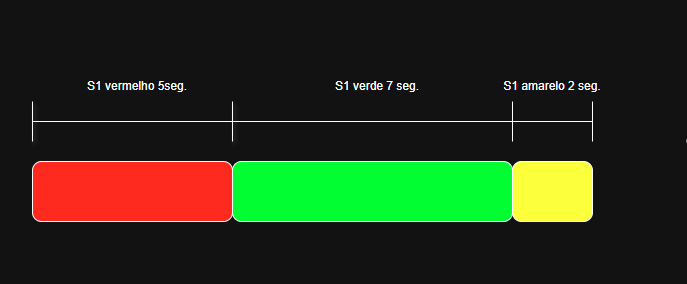 S1 vermelho 5seg.
S1 verde 7 seg.
S1 amarelo 2 seg.